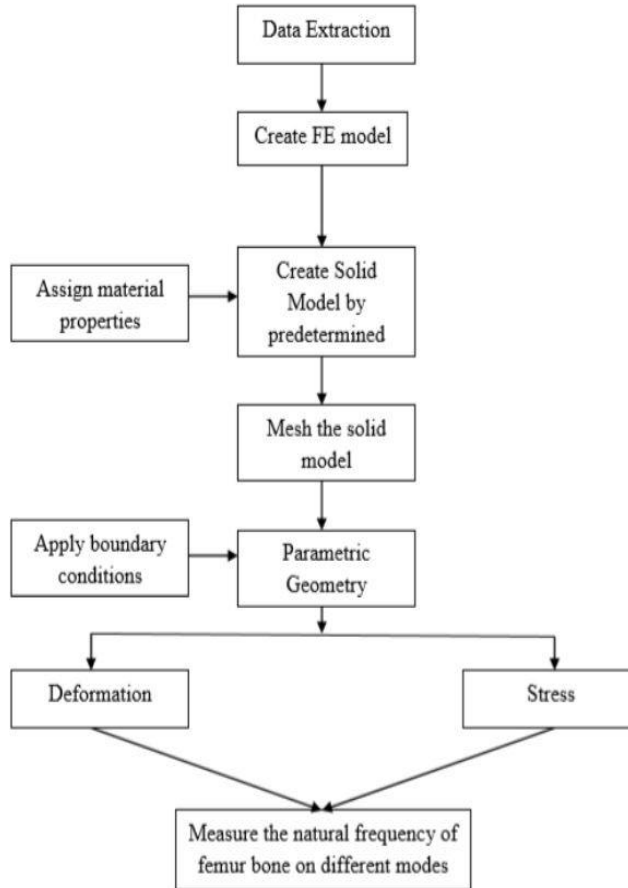 Data Extraction
Create FE model
Assign material
properties
Create Solid
Model by
predetermined
Mesh the solid
model
Apply boundary
conditions
Parametric
Geometry
Deformation
Stress
Measure the natural frequency of
femur bone on different modes